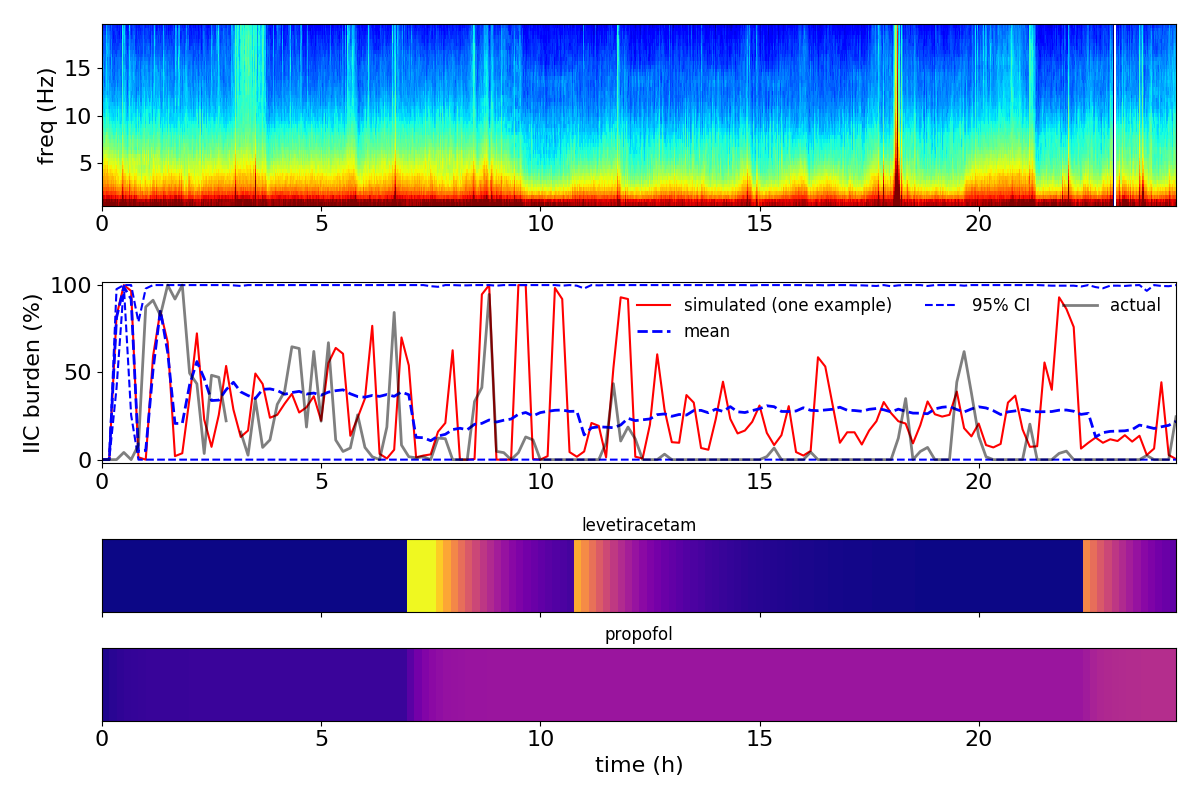 freq (Hz)
15
10
5
0 5 10 15 20
IIC burden (%)
100
50
0
simulated (one example) 95% CI actual
mean
0 5 10 15 20
levetiracetam
propofol
0 5 10 15 20
time (h)